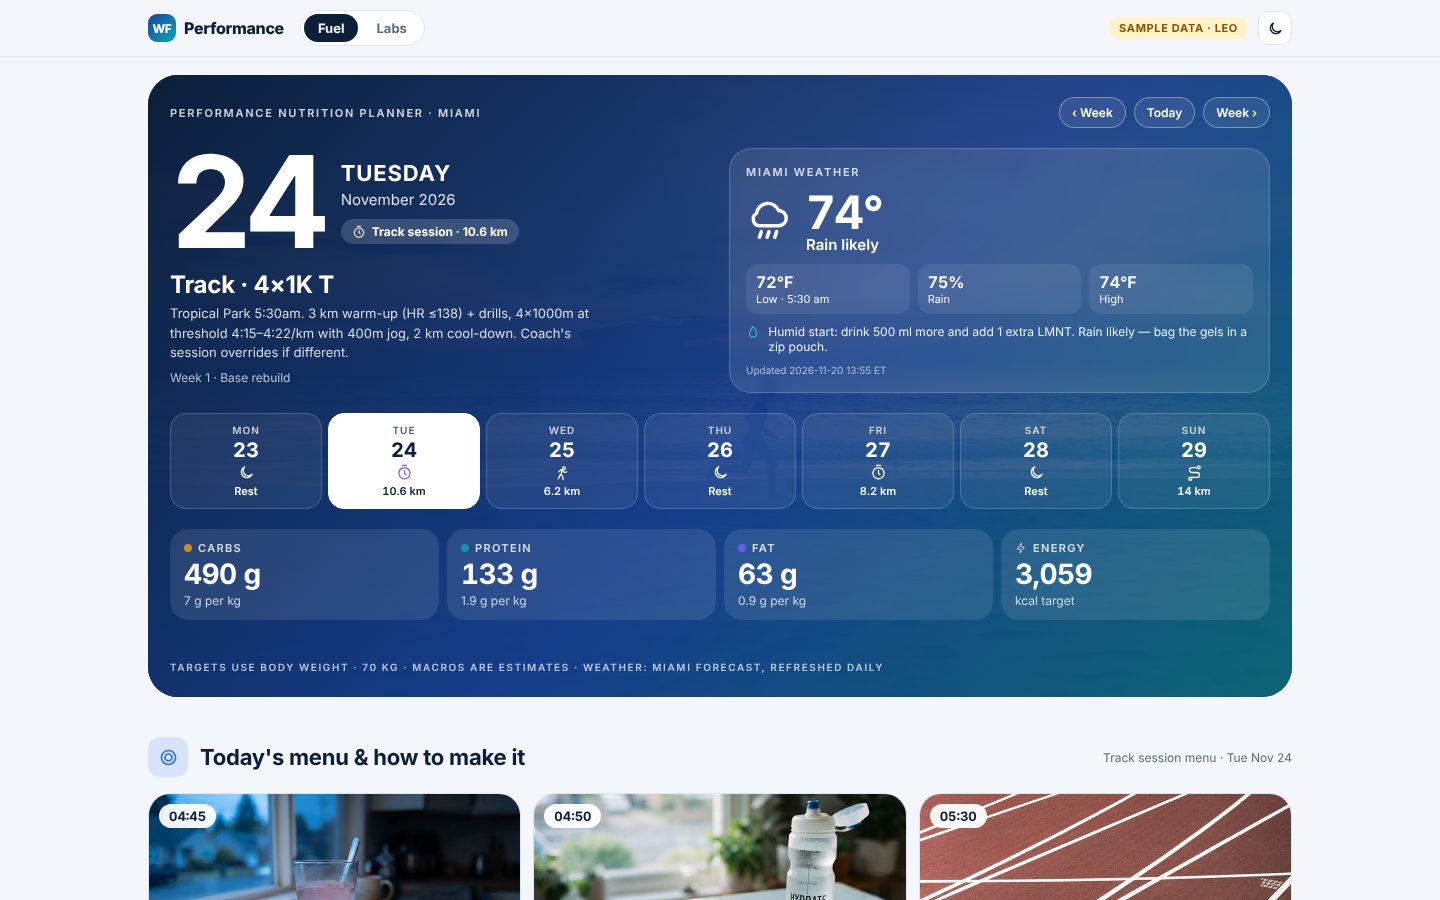 WF Performance Fuel Labs SAMPLE DATA · LEO
PERFORMANCE NUTRITION PLANNER · MIAMI
‹ Week Today Week ›
24 TUESDAY
November 2026
Track session · 10.6 km
Track · 4×1K T
Tropical Park 5:30am. 3 km warm-up (HR ≤138) + drills, 4×1000m at
threshold 4:15–4:22/km with 400m jog, 2 km cool-down. Coach's
session overrides if different.
Week 1 · Base rebuild
MIAMI WEATHER
74°
Rain likely
72°F
Low · 5:30 am
75%
Rain
74°F
High
Humid start: drink 500 ml more and add 1 extra LMNT. Rain likely — bag the gels in a
zip pouch.
Updated 2026-11-20 13:55 ET
MON
23
Rest
TUE
24
10.6 km
WED
25
6.2 km
THU
26
Rest
FRI
27
8.2 km
SAT
28
Rest
SUN
29
14 km
CARBS
490 g
7 g per kg
PROTEIN
133 g
1.9 g per kg
FAT
63 g
0.9 g per kg
ENERGY
3,059
kcal target
TARGETS USE BODY WEIGHT · 70 KG · MACROS ARE ESTIMATES · WEATHER: MIAMI FORECAST, REFRESHED DAILY
Today's menu & how to make it
Track session menu · Tue Nov 24
04:45
04:50
05:30
HYDRATE